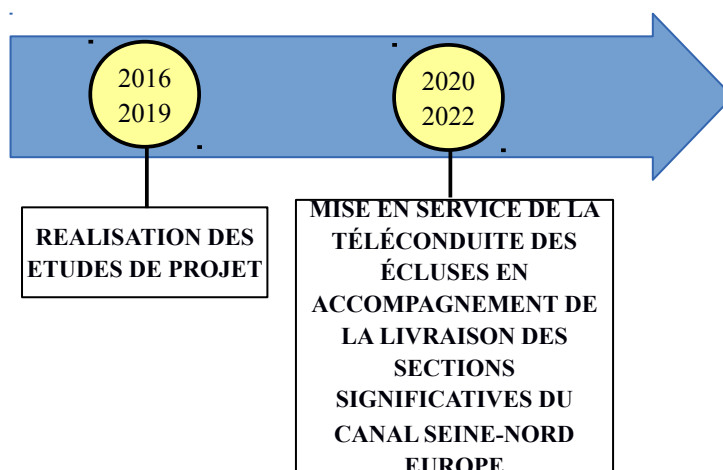 2016
2019
2020
2022
REALISATION DES
ETUDES DE PROJET
MISE EN SERVICE DE LA
TÉLÉCONDUITE DES
ÉCLUSES EN
ACCOMPAGNEMENT DE
LA LIVRAISON DES
SECTIONS
SIGNIFICATIVES DU
CANAL SEINE-NORD
EUROPE